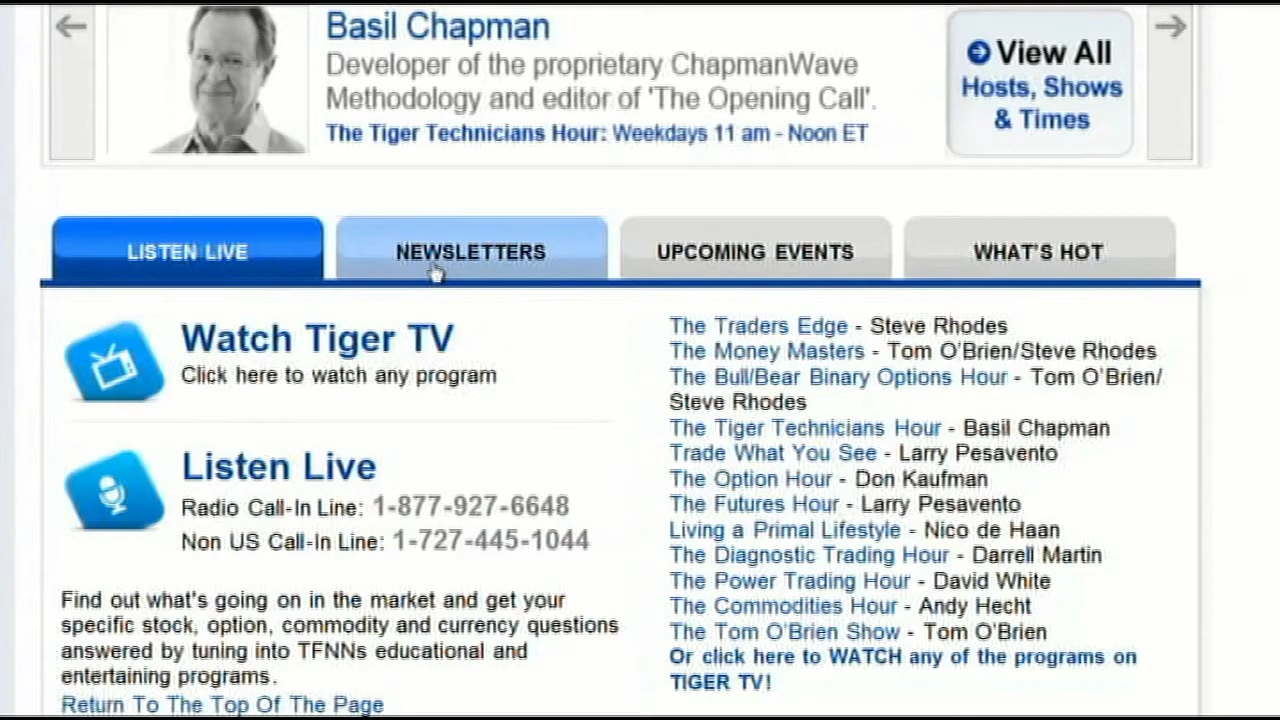 Basil Chapman
Developer of the proprietary ChapmanWave
Methodology and editor of 'The Opening Call'.
The Tiger Technicians Hour: Weekdays 11 am - Noon ET
View All
Hosts, Shows
& Times
LISTEN LIVE
NEWSLETTERS
UPCOMING EVENTS
WHAT'S HOT
Watch Tiger TV
Click here to watch any program
Listen Live
Radio Call-In Line: 1-877-927-6648
Non US Call-In Line: 1-727-445-1044
Find out what's going on in the market and get your
specific stock, option, commodity and currency questions
answered by tuning into TFNNs educational and
entertaining programs.
Return To The Top Of The Page
The Traders Edge - Steve Rhodes
The Money Masters - Tom O'Brien/Steve Rhodes
The Bull/Bear Binary Options Hour - Tom O'Brien/
Steve Rhodes
The Tiger Technicians Hour - Basil Chapman
Trade What You See - Larry Pesavento
The Option Hour - Don Kaufman
The Futures Hour - Larry Pesavento
Living a Primal Lifestyle - Nico de Haan
The Diagnostic Trading Hour - Darrell Martin
The Power Trading Hour - David White
The Commodities Hour - Andy Hecht
The Tom O'Brien Show - Tom O'Brien
Or click here to WATCH any of the programs on
TIGER TV!